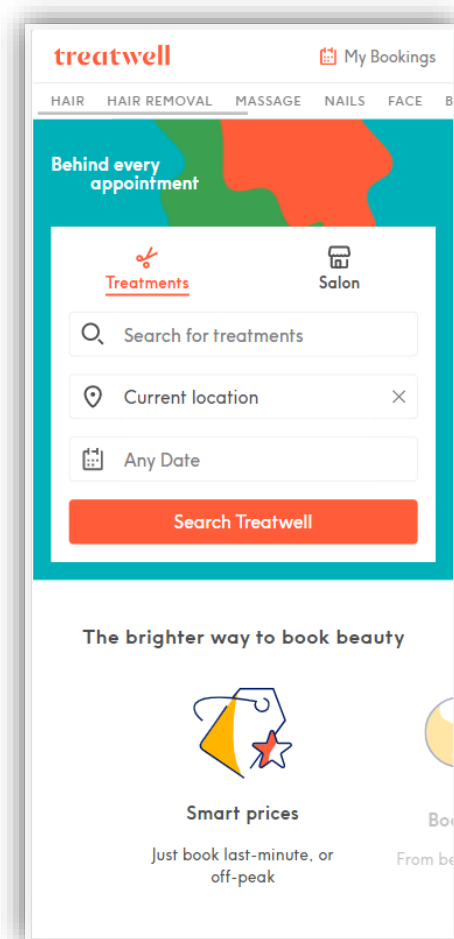 treatwell
My Bookings
HAIR HAIR REMOVAL MASSAGE NAILS FACE
Behind every
appointment
Treatments
Salon
Search for treatments
Current location
Any Date
Search Treatwell
The brighter way to book beauty
Smart prices
Just book last-minute, or
off-peak
From